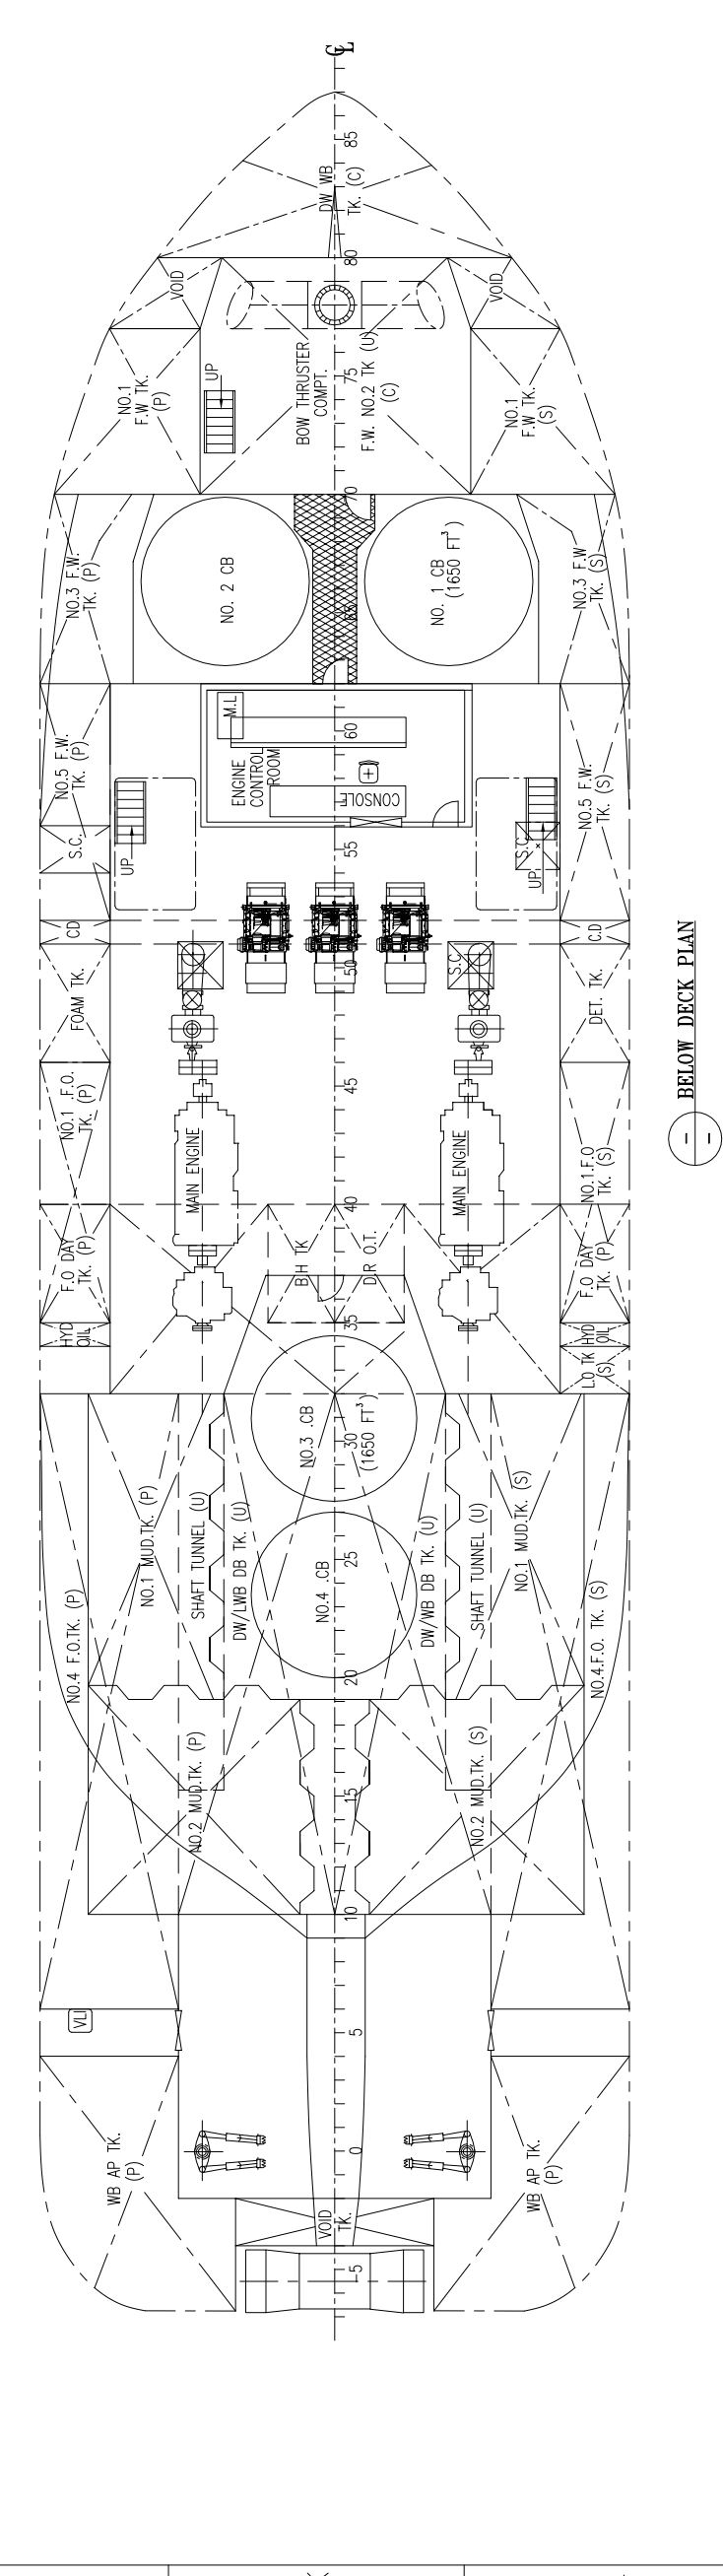 ℄
85
DW WB
TK. (C)
80
VOID
VOID
NO.1
F.W TK.
(P)
UP
BOW THRUSTER
COMPT.
75
F.W. NO.2 TK (U)
(C)
NO.1
F.W TK.
(S)
70
NO.3 F.W.
TK. (P)
NO. 2 CB
65
NO. 1 CB
(1650 FT³)
NO.3 F.W
TK. (S)
NO.5 F.W.
TK. (P)
M.L
60
ENGINE
CONTROL
ROOM
CONSOLE
NO.5 F.W.
TK. (S)
S.C.
UP
55
S.C.
UP
CD
C.D
FOAM TK.
50
S.C.
DET. TK.
NO.1 .F.O.
TK. (P)
45
MAIN ENGINE
MAIN ENGINE
NO.1.F.O
TK. (S)
40
F.O DAY
TK. (P)
B.H TK
D.R O.T.
F.O DAY
TK. (P)
HYD
OIL
35
HYD
OIL
L.O TK
(S)
NO.3 .CB
30
(1650 FT³)
NO.1 MUD.TK. (P)
SHAFT TUNNEL (U)
DW/LWB DB TK. (U)
25
NO.4 .CB
DW/WB DB TK. (U)
SHAFT TUNNEL (U)
NO.1 MUD.TK. (S)
NO.4 F.O.TK. (P)
20
NO.4.F.O. TK. (S)
NO.2 MUD.TK. (P)
15
NO.2 MUD.TK. (S)
10
VLI
5
WB AP TK.
(P)
0
WB AP TK.
(P)
VOID
TK.
-5
BELOW DECK PLAN
-
-